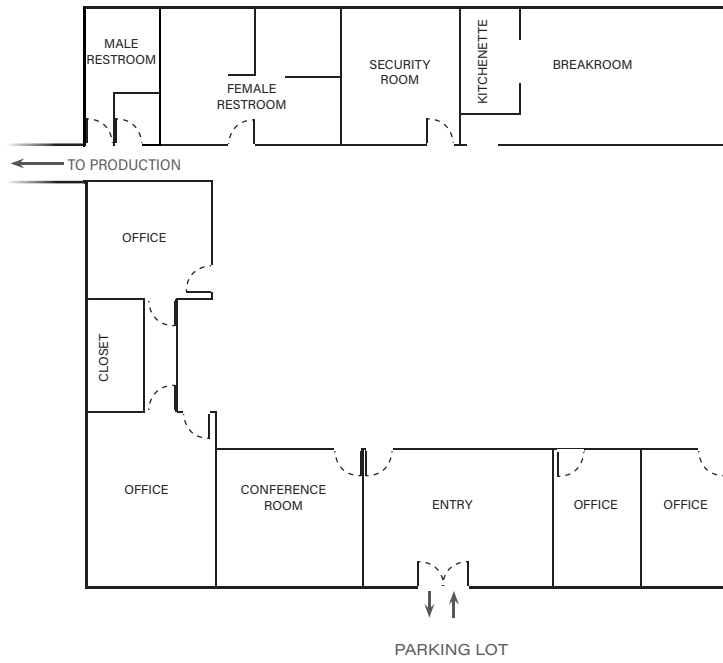 MALE
RESTROOM
FEMALE
RESTROOM
SECURITY
ROOM
KITCHENETTE
BREAKROOM
TO PRODUCTION
OFFICE
CLOSET
OFFICE
CONFERENCE
ROOM
ENTRY
OFFICE
OFFICE
PARKING LOT